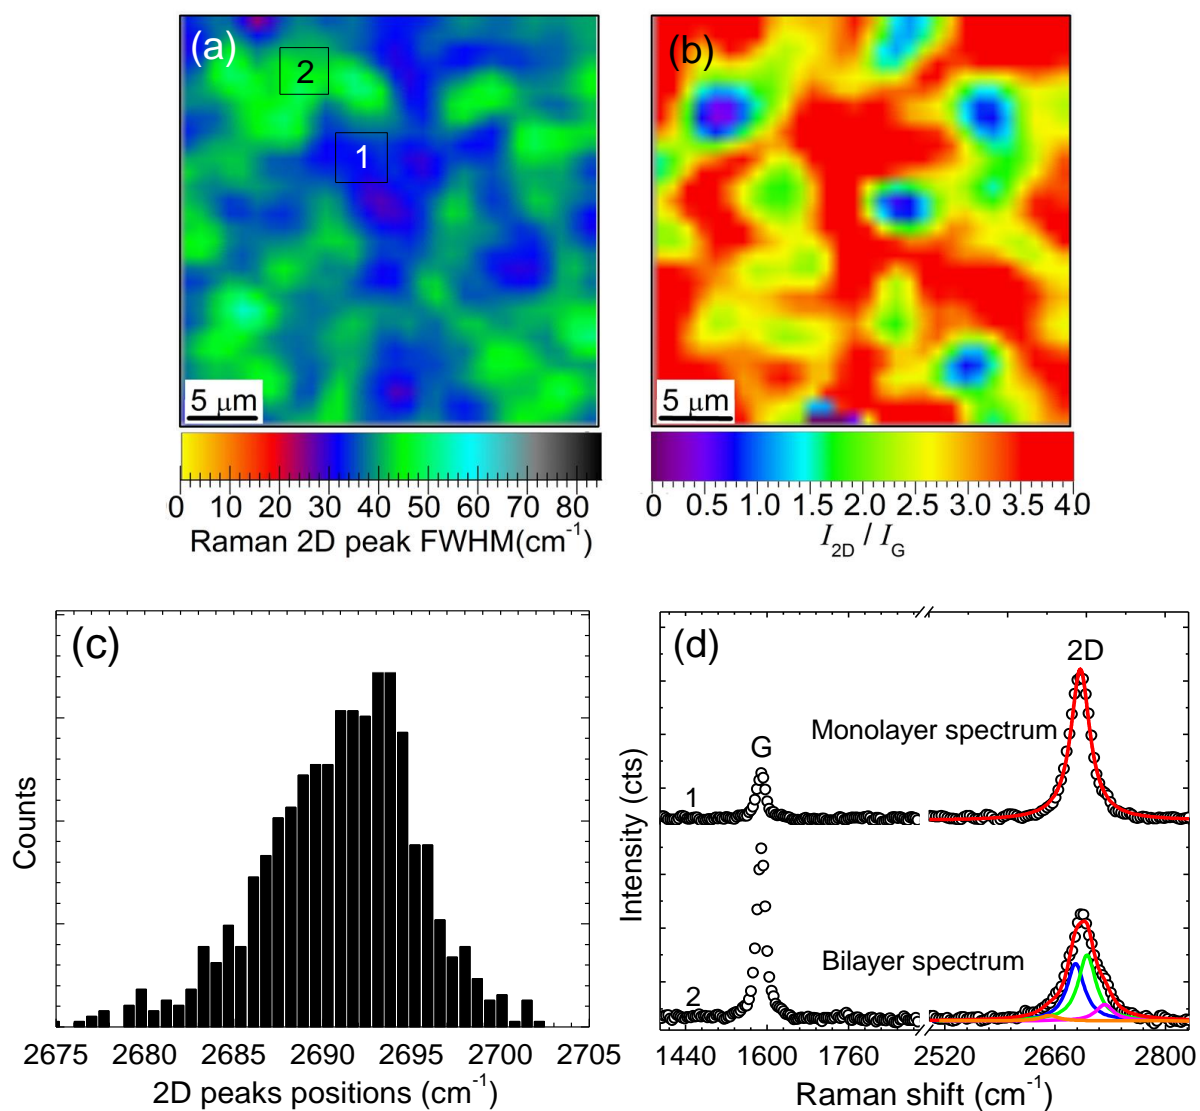 (a)
2
1
5 μm
0 10 20 30 40 50 60 70 80
Raman 2D peak FWHM(cm⁻¹)
(b)
5 μm
0 0.5 1.0 1.5 2.0 2.5 3.0 4.0
I₂D / I_G
(c)
Counts
2675 2680 2685 2690 2695 2700 2705
2D peaks positions (cm⁻¹)
(d)
2D
Monolayer spectrum
G
1
Bilayer spectrum
2
Intensity (cts)
1440 1600 1760 2520 2660 2800
Raman shift (cm⁻¹)